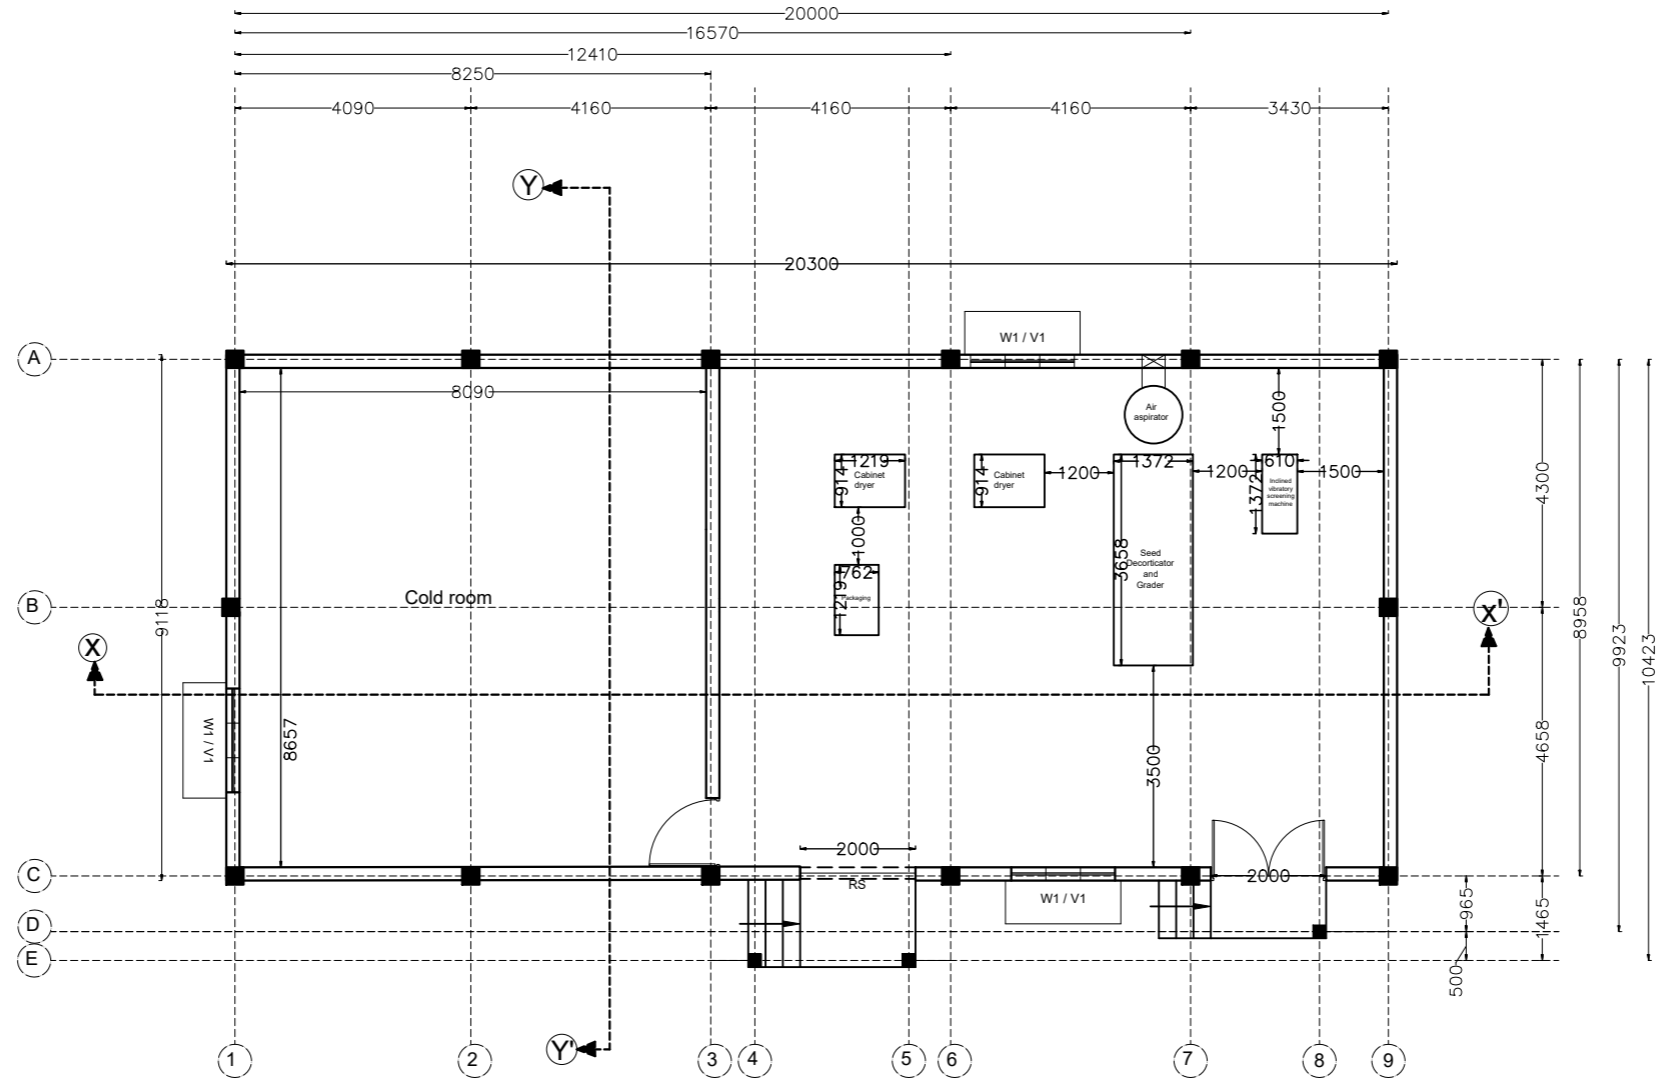 20000
16570
12410
8250
4090
4160
4160
4160
3430
Y
20300
W1 / V1
A
8090
Air
aspirator
1500
1219
914
Cabinet
dryer
914
Cabinet
dryer
1200
1372
1200
610
1500
1372
Inclined
vibratory
screening
machine
4300
1000
3658
Seed
Decorticator
and
Grader
762
1219
Packaging
Cold room
B
9118
X
X'
8958
9923
10423
W1 / V1
8657
3500
4658
2000
RS
C
2000
W1 / V1
965
1465
D
E
500
Y'
1
2
3
4
5
6
7
8
9